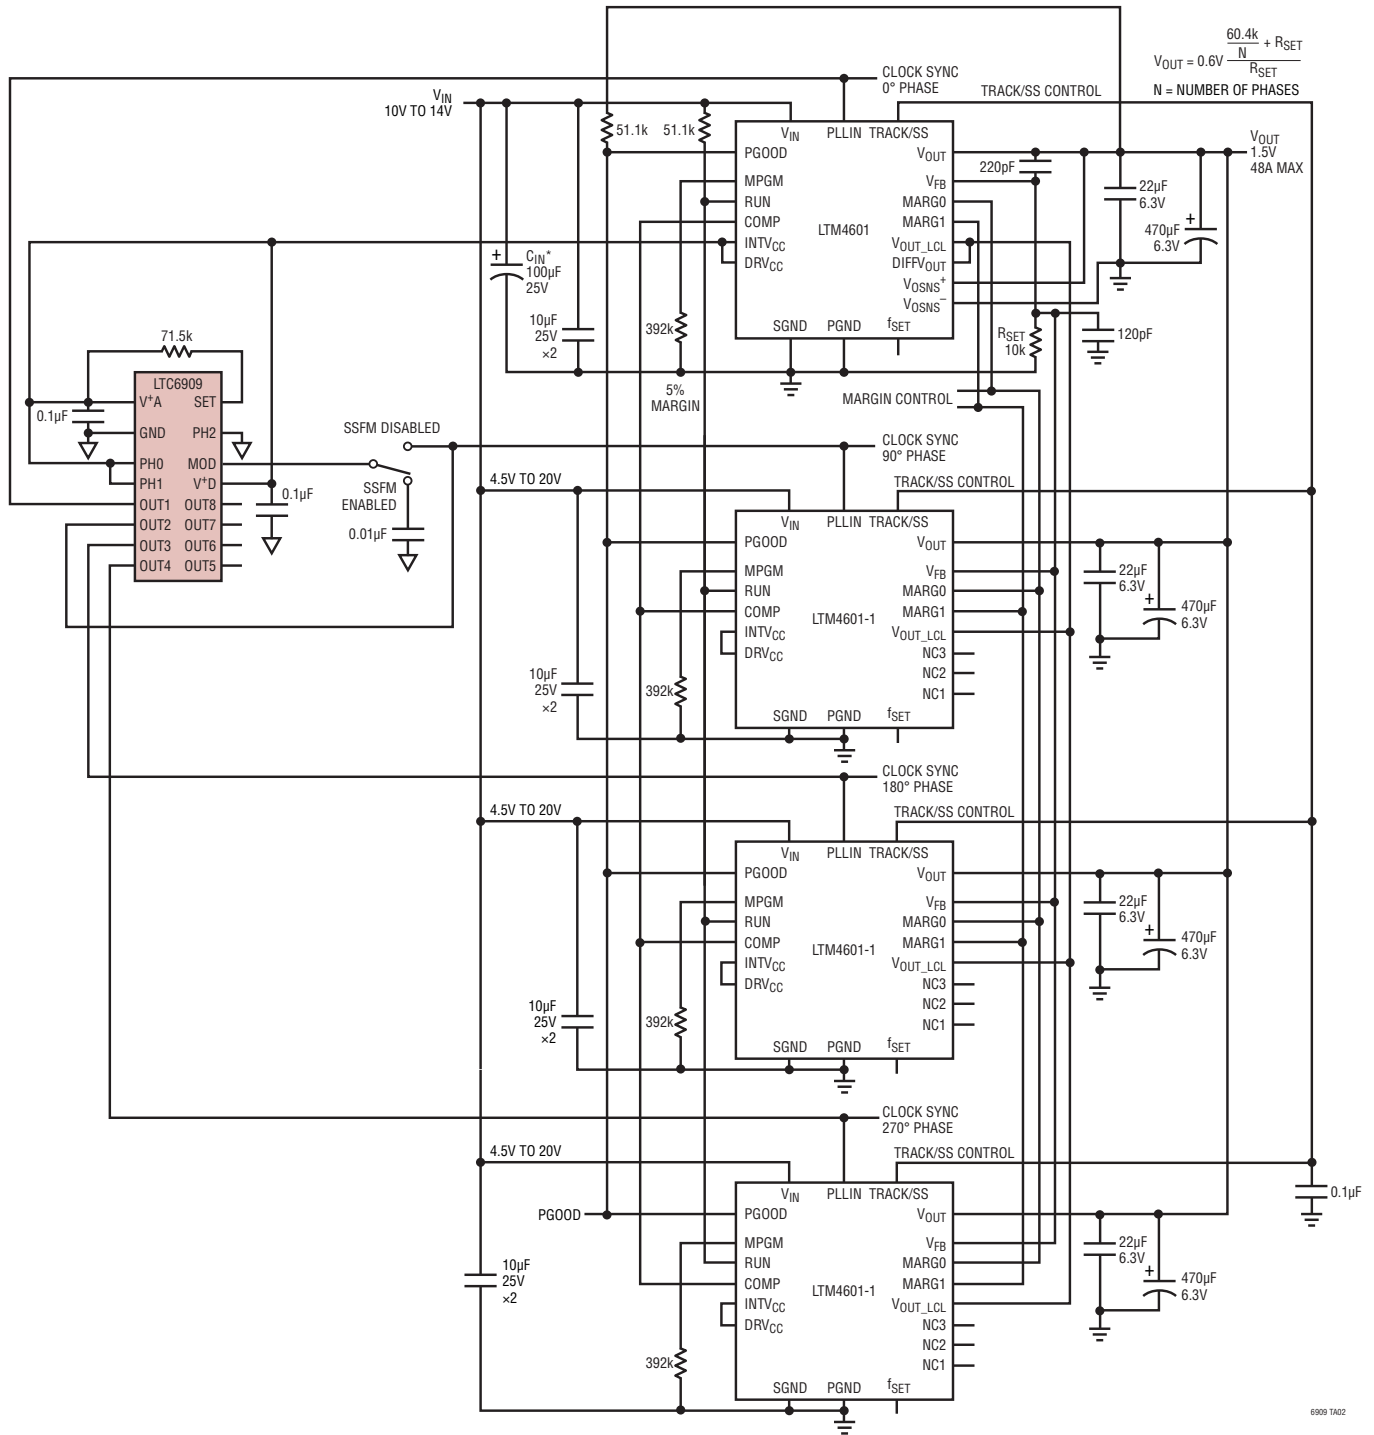 V_OUT = 0.6V (60.4k / N + R_SET) / R_SET
N = NUMBER OF PHASES
CLOCK SYNC
0° PHASE
V_IN
10V TO 14V
TRACK/SS CONTROL
51.1k
51.1k
V_IN PLLIN TRACK/SS
PGOOD
MPGM
RUN
COMP
INTV_CC
DRV_CC
LTM4601
V_OUT
V_FB
MARG0
MARG1
V_OUT_LCL
DIFFV_OUT
V_OSNS+
V_OSNS–
SGND PGND f_SET
220pF
V_OUT
1.5V
48A MAX
22µF
6.3V
+
470µF
6.3V
+
C_IN*
100µF
25V
10µF
25V
×2
392k
R_SET
10k
120pF
5%
MARGIN
MARGIN CONTROL
71.5k
LTC6909
V+A SET
0.1µF
GND PH2
PH0 MOD
PH1 V+D
OUT1 OUT8
OUT2 OUT7
OUT3 OUT6
OUT4 OUT5
0.1µF
SSFM DISABLED
SSFM
ENABLED
0.01µF
CLOCK SYNC
90° PHASE
4.5V TO 20V
TRACK/SS CONTROL
V_IN PLLIN TRACK/SS
PGOOD
MPGM
RUN
COMP
INTV_CC
DRV_CC
LTM4601-1
V_OUT
V_FB
MARG0
MARG1
V_OUT_LCL
NC3
NC2
NC1
SGND PGND f_SET
10µF
25V
×2
392k
22µF
6.3V
+
470µF
6.3V
CLOCK SYNC
180° PHASE
4.5V TO 20V
TRACK/SS CONTROL
V_IN PLLIN TRACK/SS
PGOOD
MPGM
RUN
COMP
INTV_CC
DRV_CC
LTM4601-1
V_OUT
V_FB
MARG0
MARG1
V_OUT_LCL
NC3
NC2
NC1
SGND PGND f_SET
10µF
25V
×2
392k
22µF
6.3V
+
470µF
6.3V
CLOCK SYNC
270° PHASE
4.5V TO 20V
TRACK/SS CONTROL
V_IN PLLIN TRACK/SS
PGOOD
PGOOD
MPGM
RUN
COMP
INTV_CC
DRV_CC
LTM4601-1
V_OUT
V_FB
MARG0
MARG1
V_OUT_LCL
NC3
NC2
NC1
SGND PGND f_SET
10µF
25V
×2
392k
22µF
6.3V
+
470µF
6.3V
0.1µF
6909 TA02